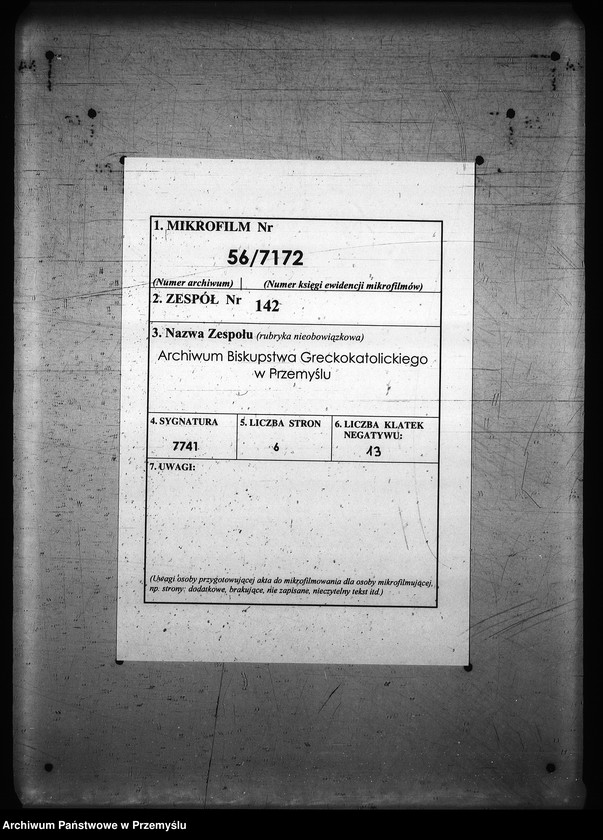 1. MIKROFILM Nr
56/7172
(Numer archiwum) | (Numer księgi ewidencji mikrofilmów)
2. ZESPÓŁ Nr 142
3. Nazwa Zespołu (rubryka nieobowiązkowa)
Archiwum Biskupstwa Greckokatolickiego
w Przemyślu
4. SYGNATURA
7741
5. LICZBA STRON
6
6. LICZBA KLATEK
NEGATYWU:
13
7. UWAGI:
(Uwagi osoby przygotowującej akta do mikrofilmowania dla osoby mikrofilmującej,
np. strony: dodatkowe, brakujące, nie zapisane, nieczytelny tekst itd.)
Archiwum Państwowe w Przemyślu